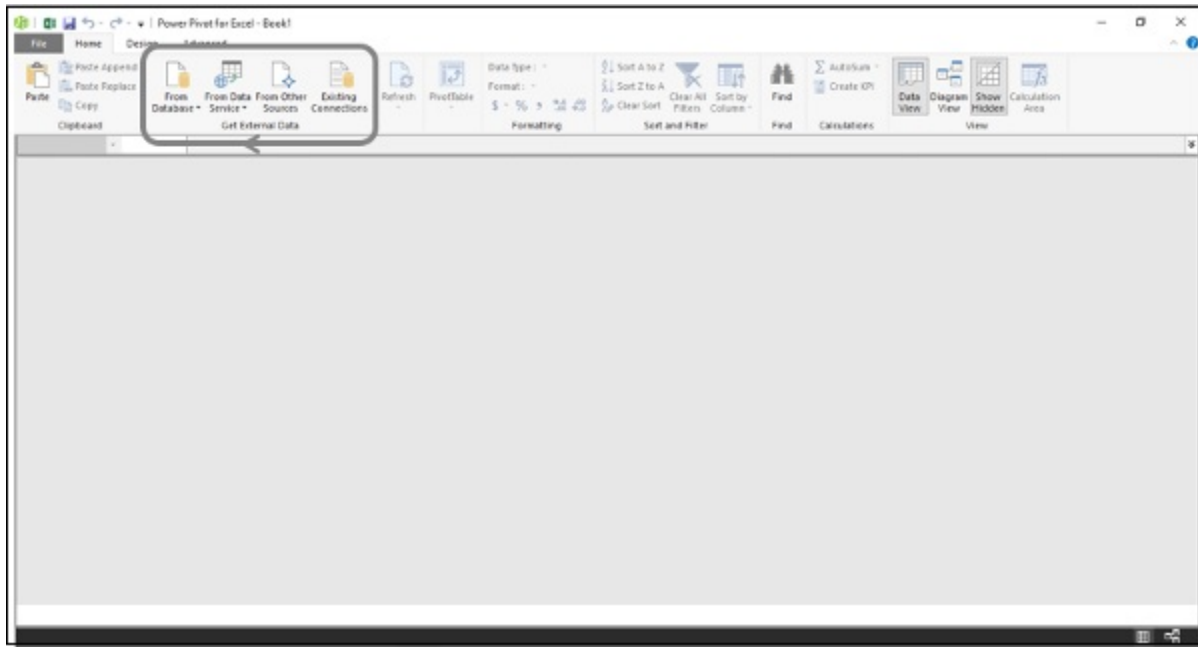 Power Pivot for Excel - Book1
File Home Design Advanced
Paste
Paste Append
Paste Replace
Copy
Clipboard
From Database
From Data Service
From Other Sources
Existing Connections
Get External Data
Refresh
PivotTable
Data Type :
Format :
$ % ,
Formatting
Sort A to Z
Sort Z to A
Clear Sort
Clear All Filters
Sort by Column
Sort and Filter
Find
Find
AutoSum
Create KPI
Calculations
Data View
Diagram View
Show Hidden
Calculation Area
View